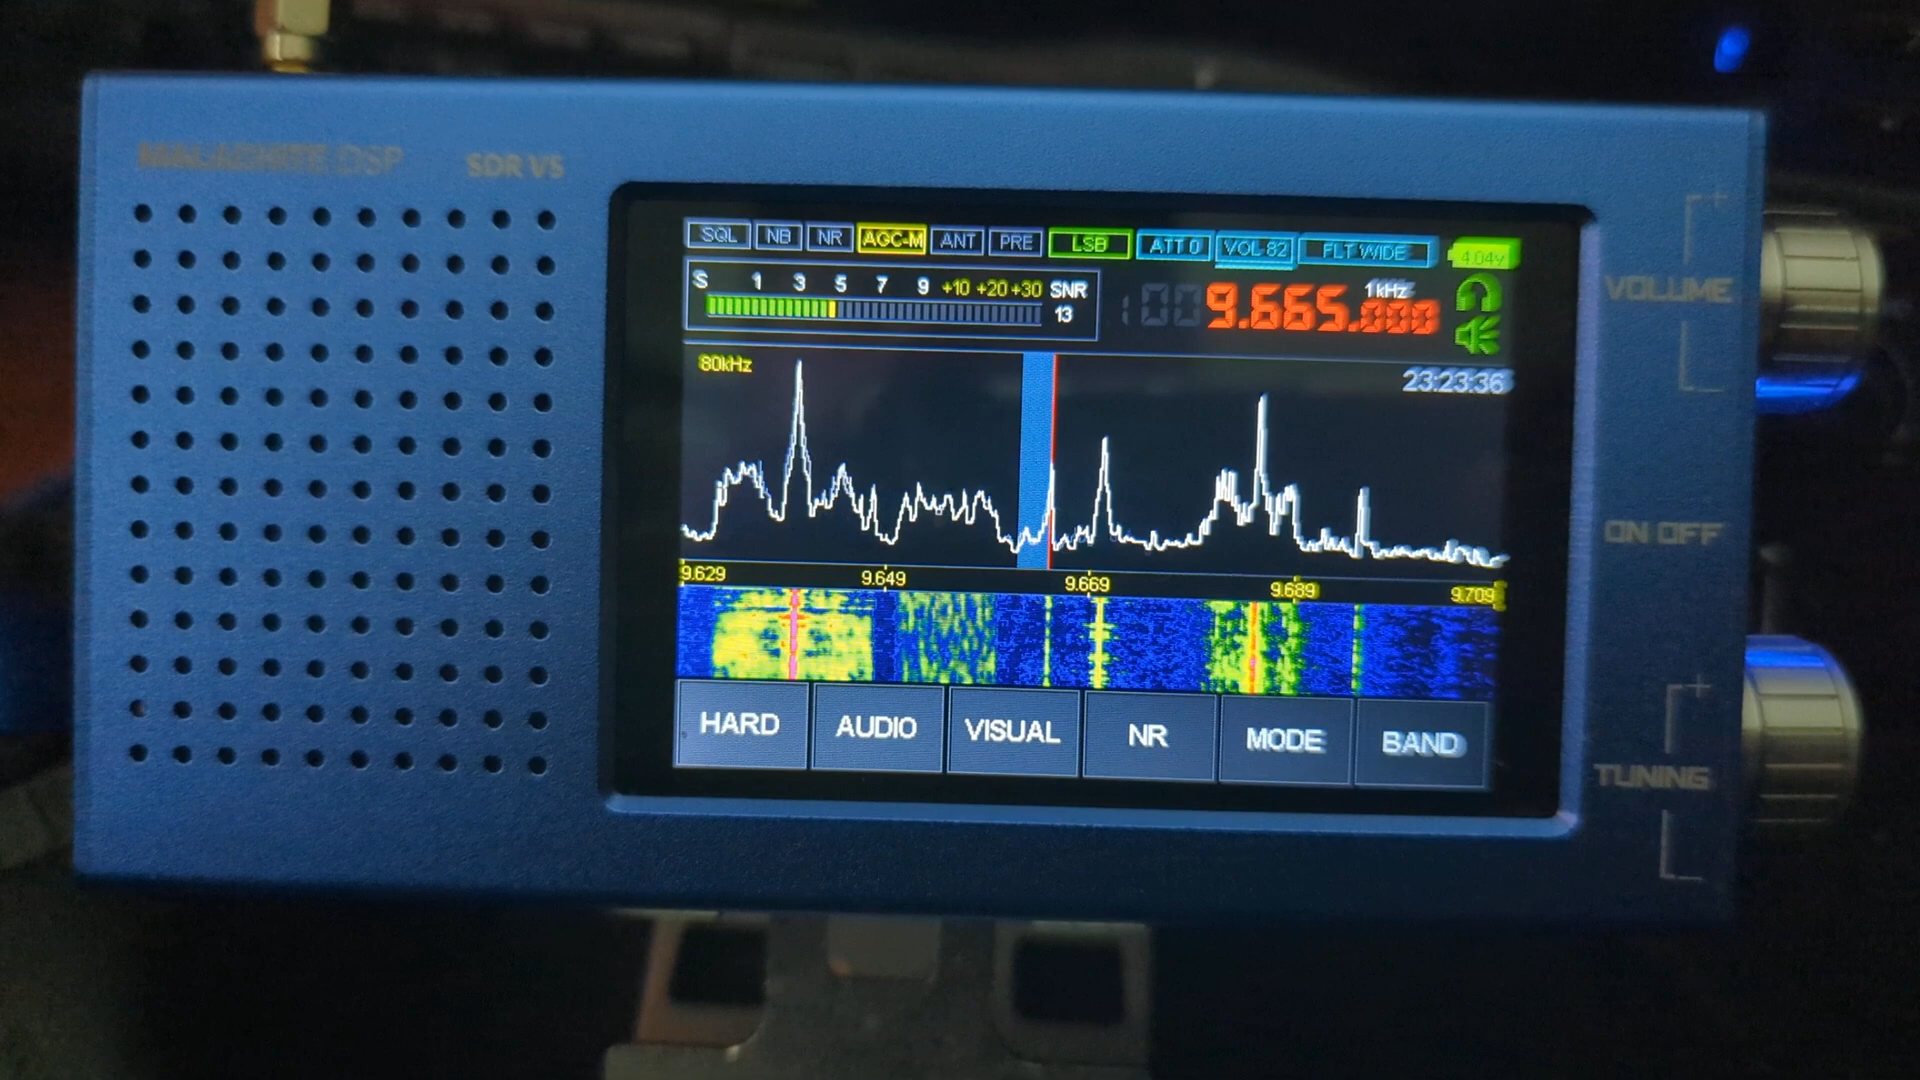 MALACHITE DSP SDR V5
SQL NB NR AGC-M ANT PRE LSB ATT 0 VOL 82 FLT WIDE 4.04v
S 1 3 5 7 9 +10 +20 +30 SNR
13
1kHz
9.665.000
80kHz
23:23:36
9.629 9.649 9.669 9.689 9.709
HARD AUDIO VISUAL NR MODE BAND
+
VOLUME
ON OFF
+
TUNING